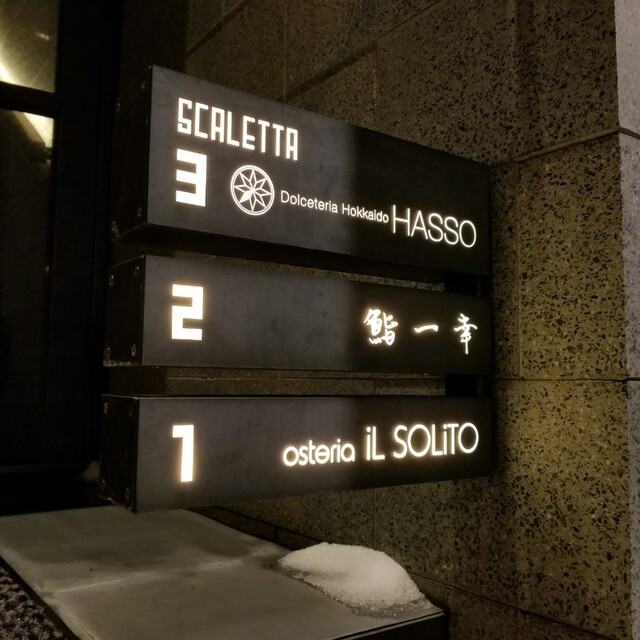 SCALETTA
3 Dolceteria Hokkaido HASSO
2 鮨 一幸
1 osteria iL SOLiTO